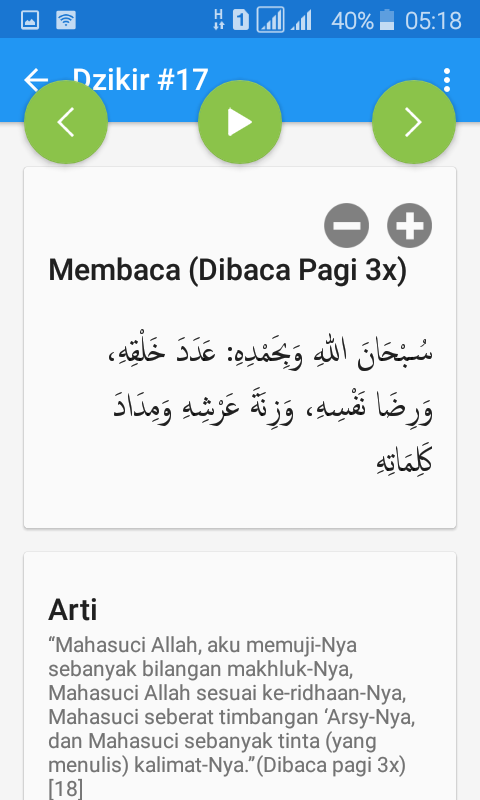 H 1 40% 05:18
Dzikir #17
Membaca (Dibaca Pagi 3x)
سُبْحَانَ اللهِ وَبِحَمْدِهِ: عَدَدَ خَلْقِهِ،
وَرِضَا نَفْسِهِ، وَزِنَةَ عَرْشِهِ وَمِدَادَ
كَلِمَاتِهِ
Arti
“Mahasuci Allah, aku memuji-Nya
sebanyak bilangan makhluk-Nya,
Mahasuci Allah sesuai ke-ridhaan-Nya,
Mahasuci seberat timbangan ‘Arsy-Nya,
dan Mahasuci sebanyak tinta (yang
menulis) kalimat-Nya.”(Dibaca pagi 3x)
[18]